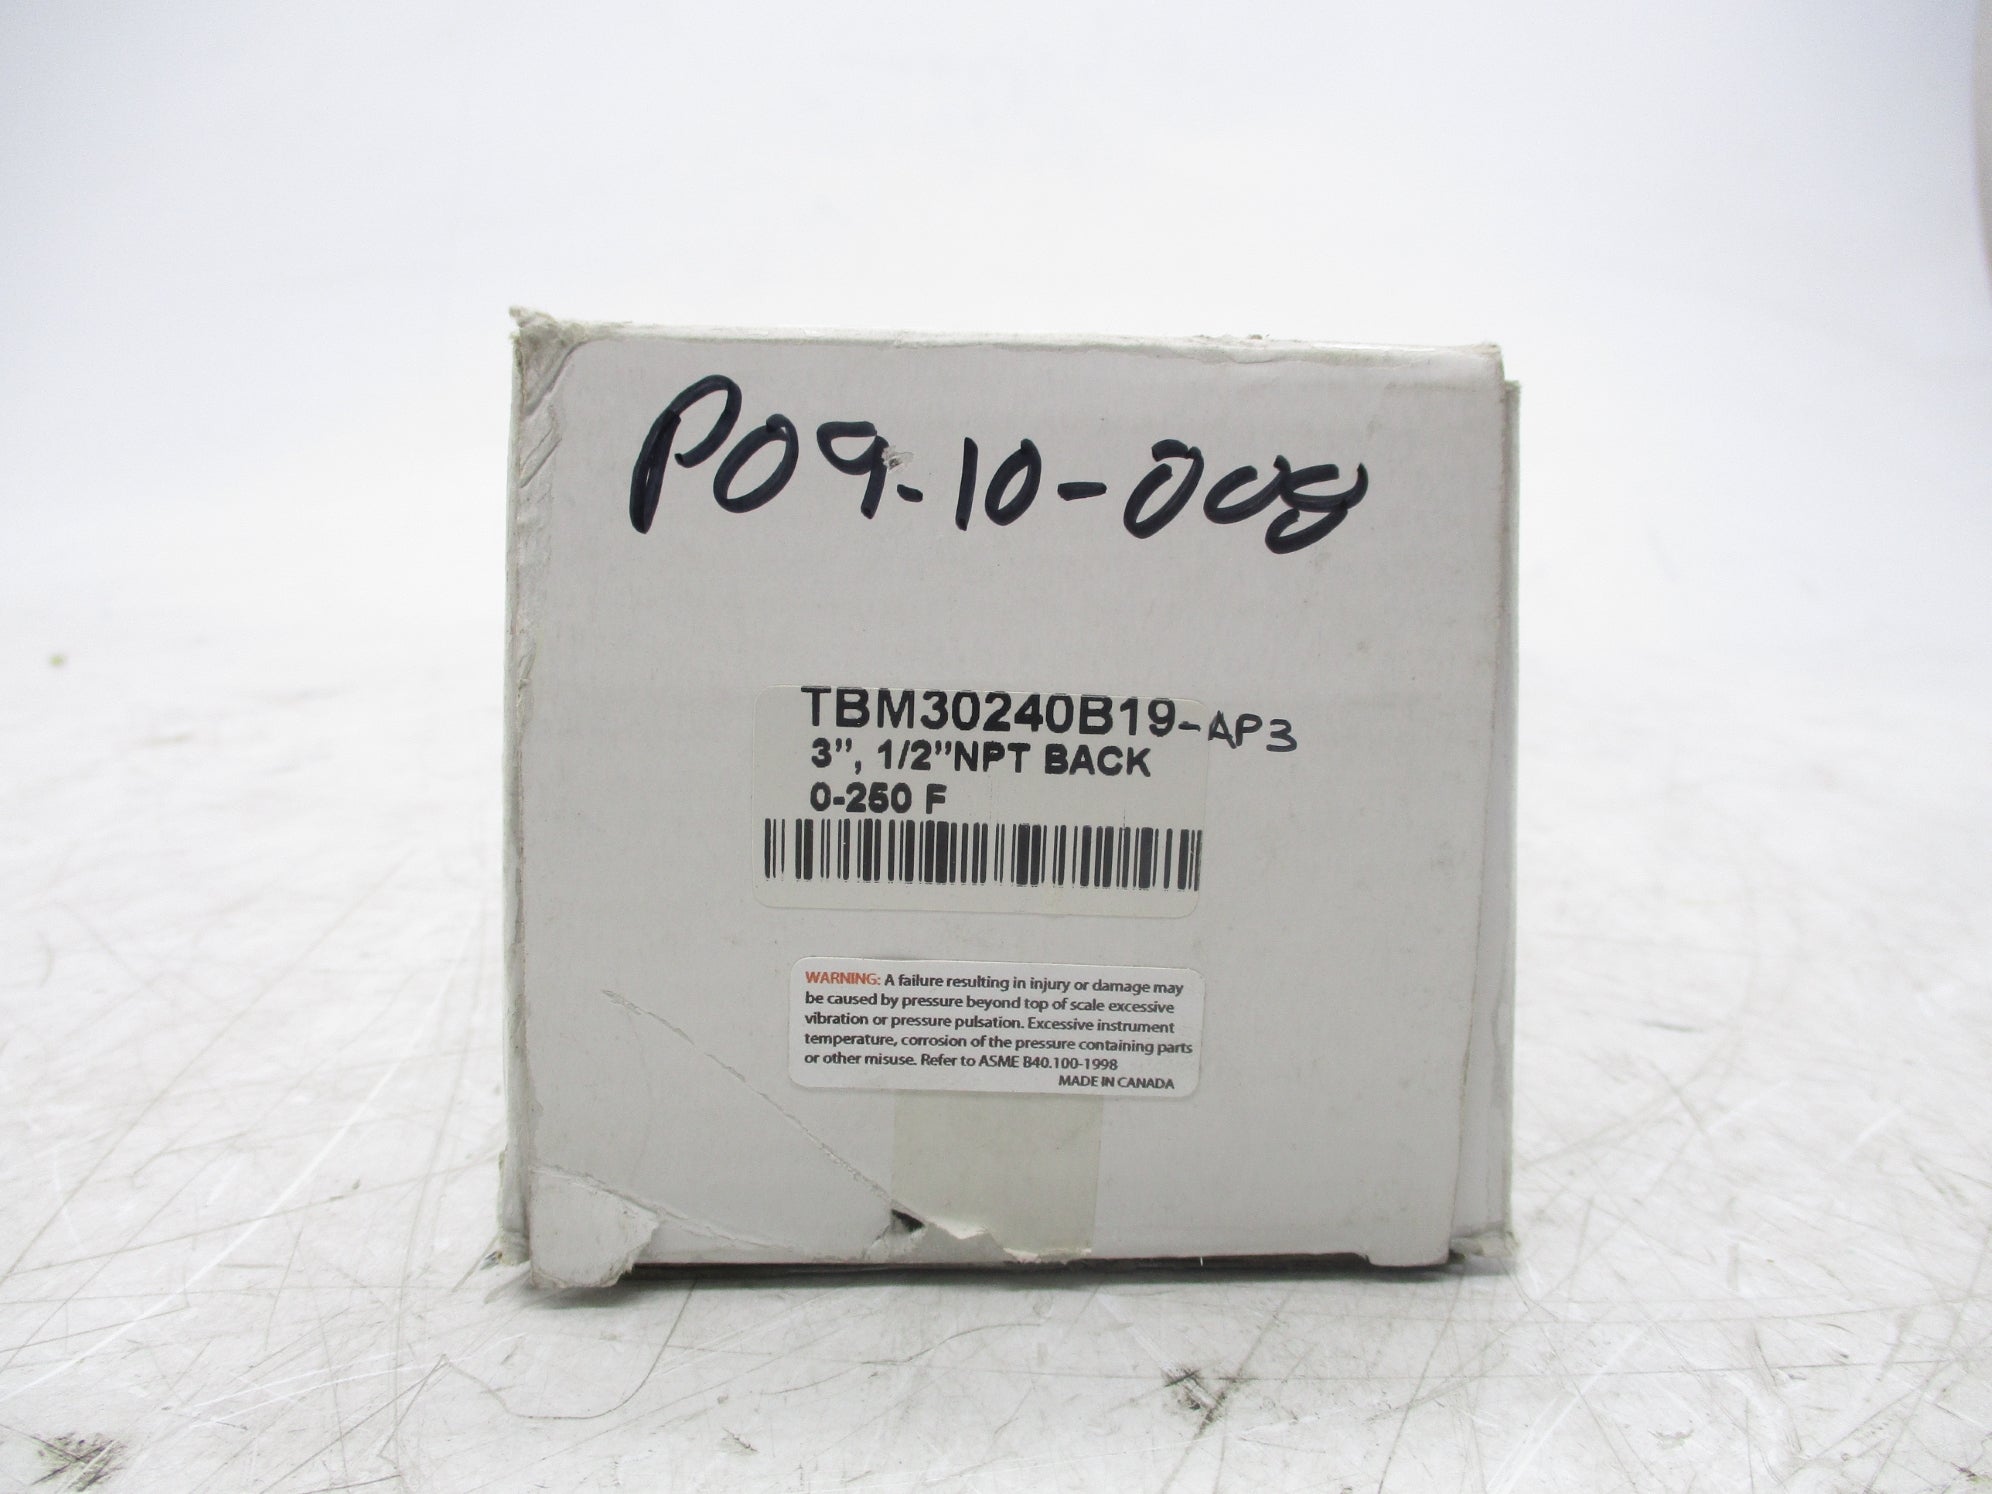 P09-10-008
TBM30240B19-AP3
3", 1/2"NPT BACK
0-250 F
WARNING: A failure resulting in injury or damage may
be caused by pressure beyond top of scale excessive
vibration or pressure pulsation. Excessive instrument
temperature, corrosion of the pressure containing parts
or other misuse. Refer to ASME B40.100-1998
MADE IN CANADA